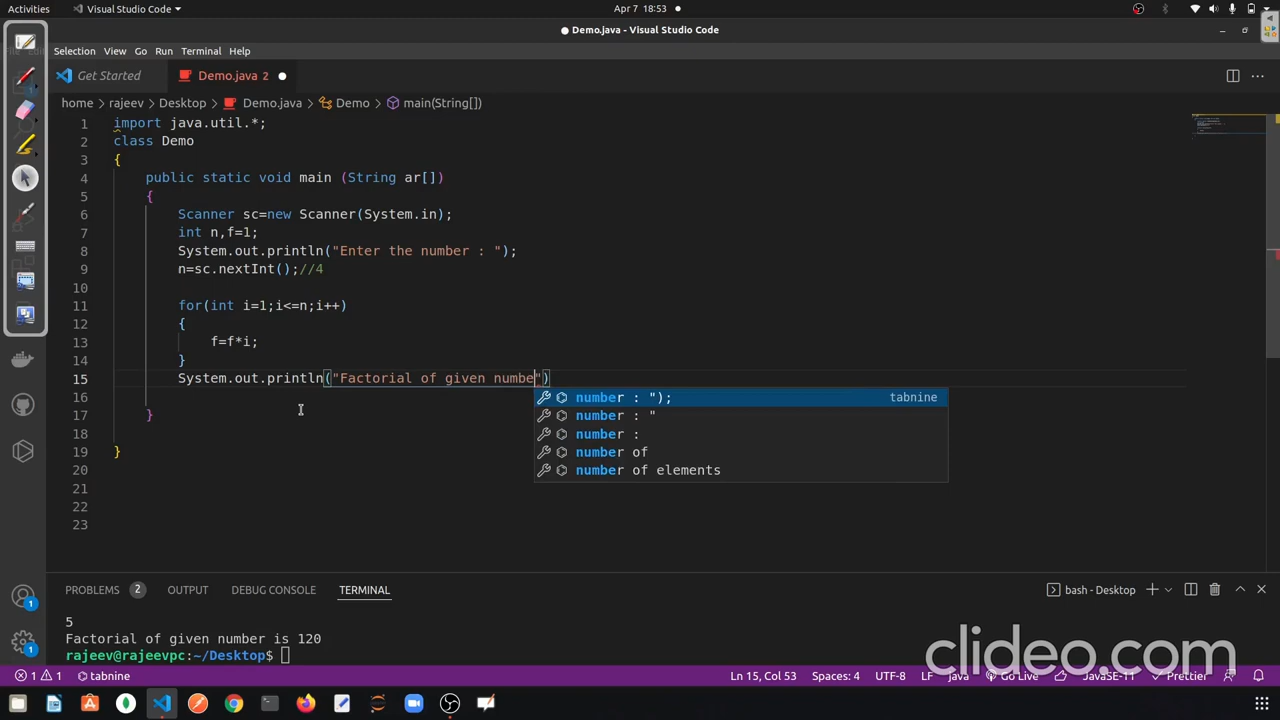 Activities Visual Studio Code Apr 7 18:53
Demo.java - Visual Studio Code
Selection View Go Run Terminal Help
Get Started Demo.java 2
home > rajeev > Desktop > Demo.java > Demo > main(String[])
1 import java.util.*;
2 class Demo
3 {
4 public static void main (String ar[])
5 {
6 Scanner sc=new Scanner(System.in);
7 int n,f=1;
8 System.out.println("Enter the number : ");
9 n=sc.nextInt();//4
10
11 for(int i=1;i<=n;i++)
12 {
13 f=f*i;
14 }
15 System.out.println("Factorial of given numbe")
16 number : "); tabnine
number : "
17 }
number :
18
number of
19 }
number of elements
20
21
22
23
PROBLEMS 2 OUTPUT DEBUG CONSOLE TERMINAL bash - Desktop
5
Factorial of given number is 120
rajeev@rajeevpc:~/Desktop$
clideo.com
1 1 tabnine Ln 15, Col 53 Spaces: 4 UTF-8 LF java Go Live JavaSE-11 Prettier